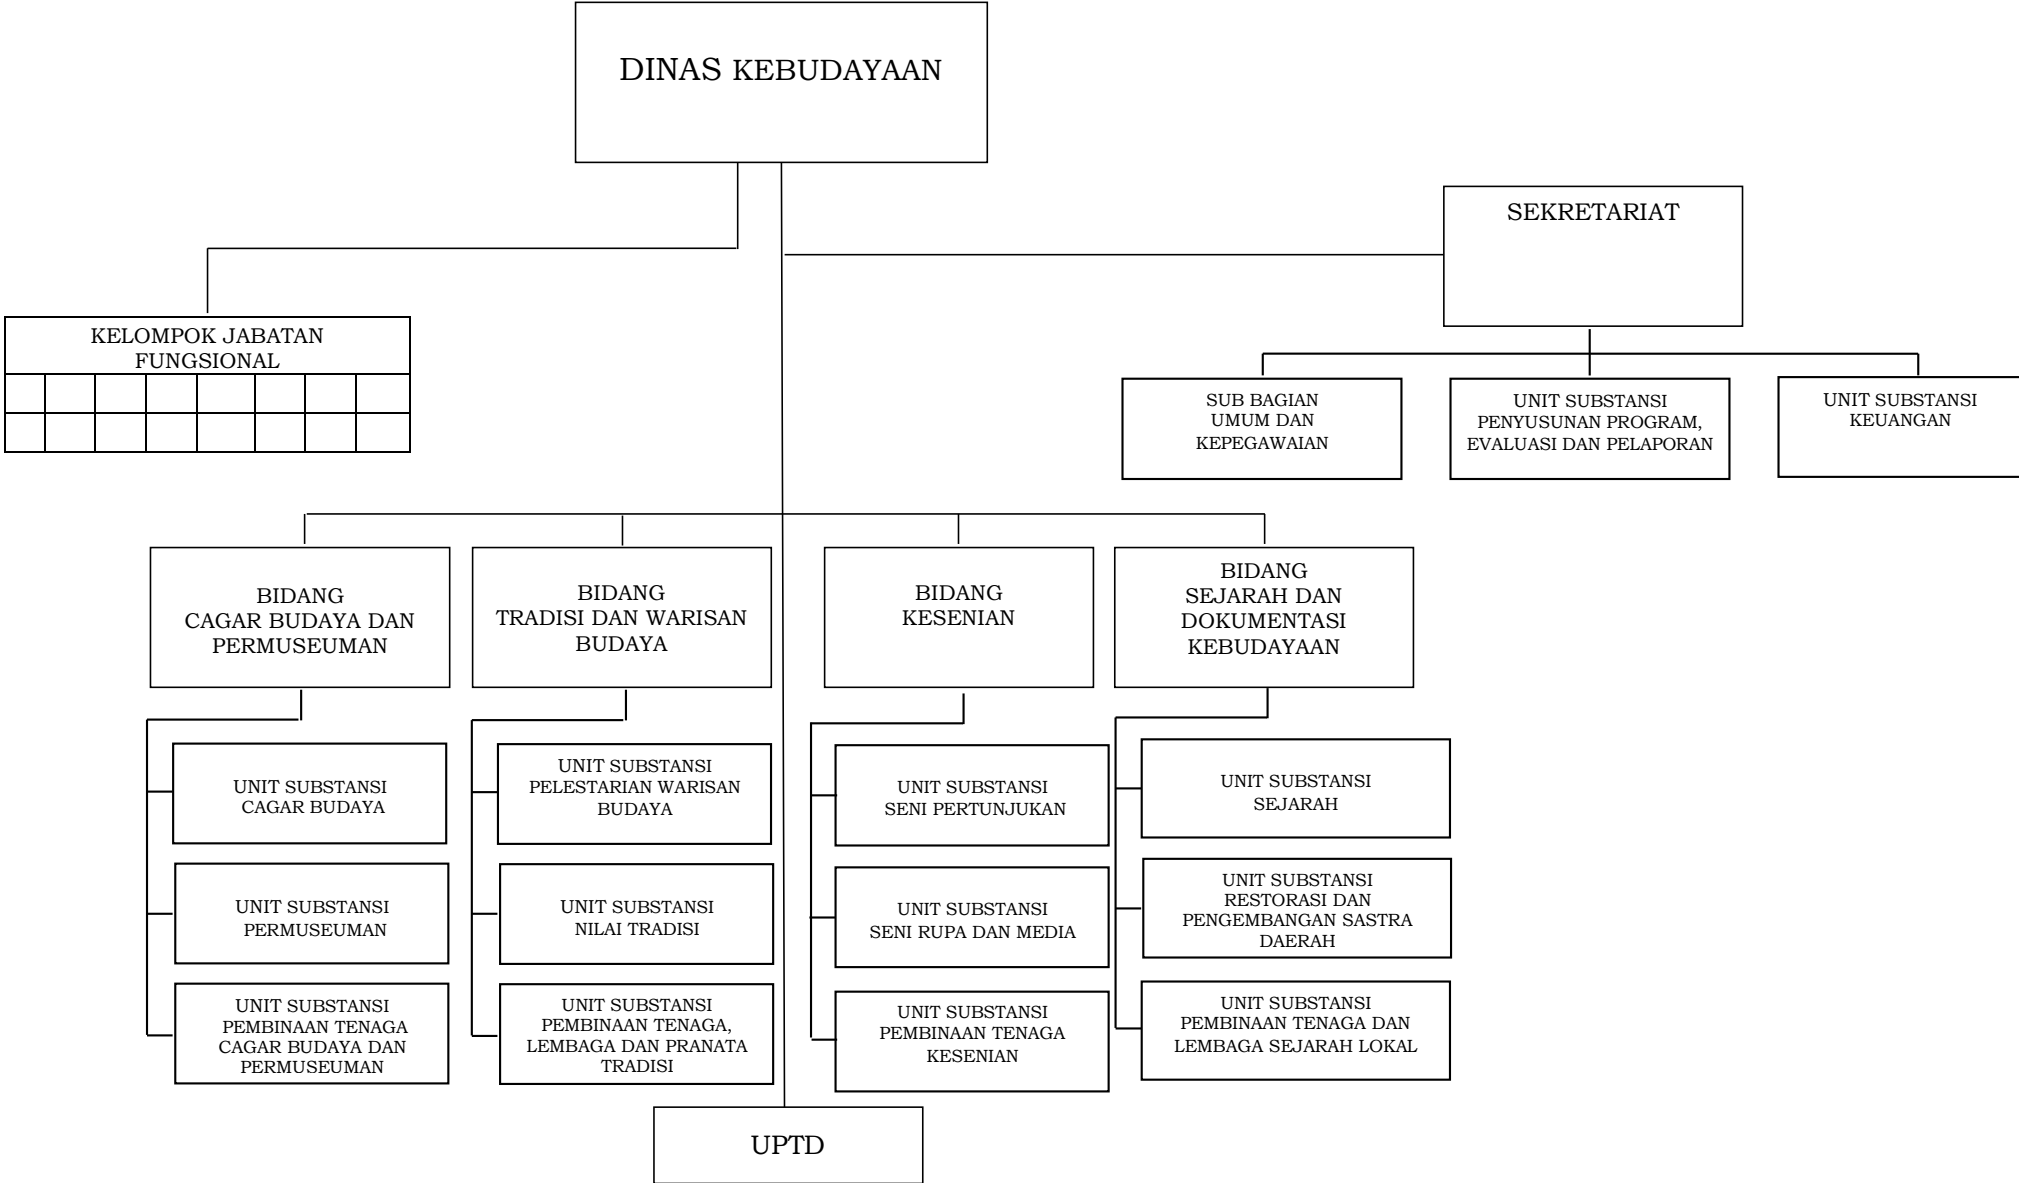 DINAS KEBUDAYAAN
SEKRETARIAT
KELOMPOK JABATAN
FUNGSIONAL
SUB BAGIAN
UMUM DAN
KEPEGAWAIAN
UNIT SUBSTANSI
PENYUSUNAN PROGRAM,
EVALUASI DAN PELAPORAN
UNIT SUBSTANSI
KEUANGAN
BIDANG
CAGAR BUDAYA DAN
PERMUSEUMAN
BIDANG
TRADISI DAN WARISAN
BUDAYA
BIDANG
KESENIAN
BIDANG
SEJARAH DAN
DOKUMENTASI
KEBUDAYAAN
UNIT SUBSTANSI
CAGAR BUDAYA
UNIT SUBSTANSI
PERMUSEUMAN
UNIT SUBSTANSI
PEMBINAAN TENAGA
CAGAR BUDAYA DAN
PERMUSEUMAN
UNIT SUBSTANSI
PELESTARIAN WARISAN
BUDAYA
UNIT SUBSTANSI
NILAI TRADISI
UNIT SUBSTANSI
PEMBINAAN TENAGA,
LEMBAGA DAN PRANATA
TRADISI
UNIT SUBSTANSI
SENI PERTUNJUKAN
UNIT SUBSTANSI
SENI RUPA DAN MEDIA
UNIT SUBSTANSI
PEMBINAAN TENAGA
KESENIAN
UNIT SUBSTANSI
SEJARAH
UNIT SUBSTANSI
RESTORASI DAN
PENGEMBANGAN SASTRA
DAERAH
UNIT SUBSTANSI
PEMBINAAN TENAGA DAN
LEMBAGA SEJARAH LOKAL
UPTD